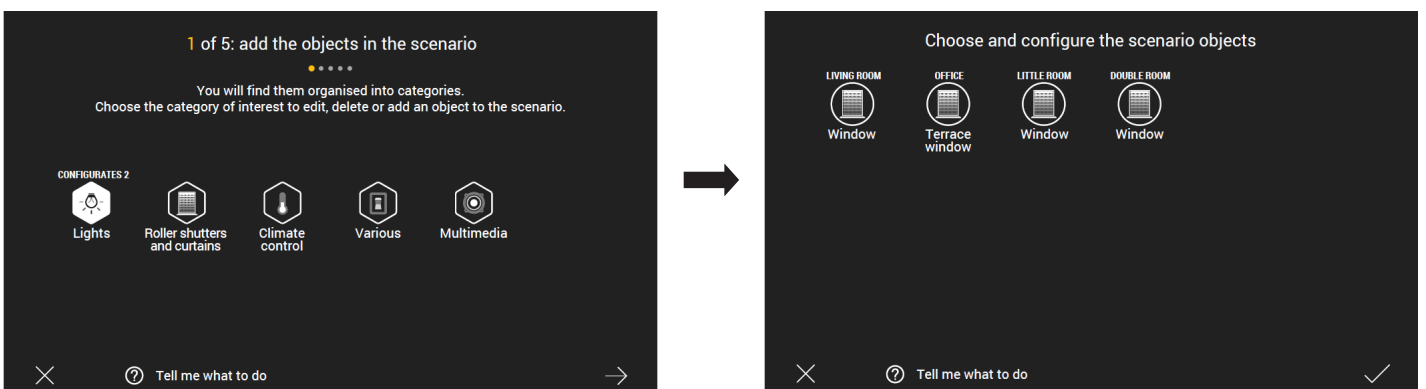 1 of 5: add the objects in the scenario
You will find them organised into categories.
Choose the category of interest to edit, delete or add an object to the scenario.
CONFIGURATES 2
Lights
Roller shutters
and curtains
Climate
control
Various
Multimedia
Tell me what to do
Choose and configure the scenario objects
LIVING ROOM
Window
OFFICE
Terrace
window
LITTLE ROOM
Window
DOUBLE ROOM
Window
Tell me what to do